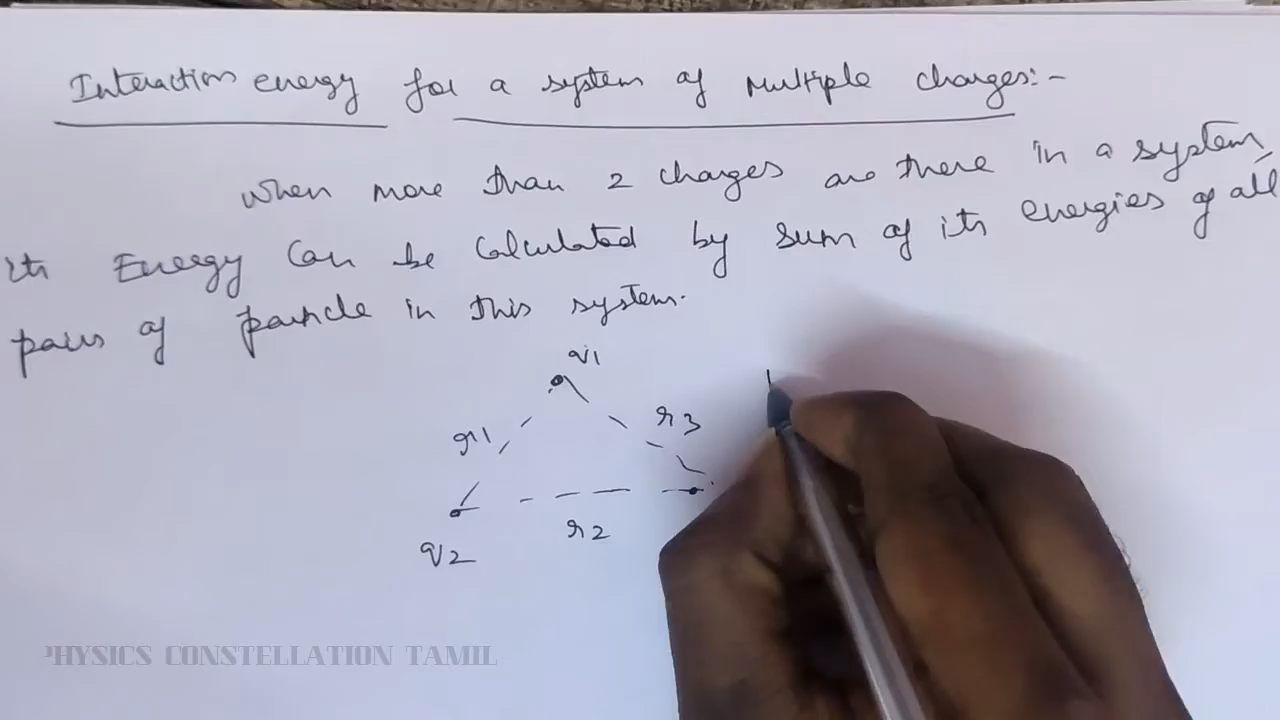 Interaction energy for a system of Multiple charges:-
When more than 2 charges are there in a system,
its Energy can be calculated by sum of its energies of all
pairs of particle in this system.
q1
r1
r3
r2
q2
PHYSICS CONSTELLATION TAMIL